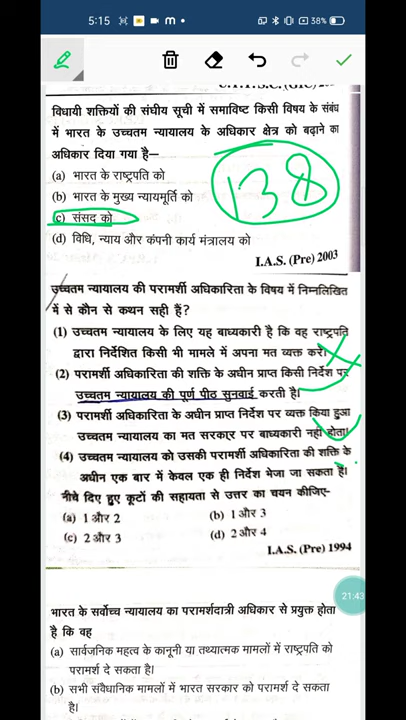 5:15
38%
U.T.T.S.C. (GIC) 2
विधायी शक्तियों की संघीय सूची में समाविष्ट किसी विषय के संबंध
में भारत के उच्चतम न्यायालय के अधिकार क्षेत्र को बढ़ाने का
अधिकार दिया गया है–
(a) भारत के राष्ट्रपति को
(b) भारत के मुख्य न्यायमूर्ति को
138
(c) संसद को
(d) विधि, न्याय और कंपनी कार्य मंत्रालय को
I.A.S. (Pre) 2003
उच्चतम न्यायालय की परामर्शी अधिकारिता के विषय में निम्नलिखित
में से कौन से कथन सही हैं?
(1) उच्चतम न्यायालय के लिए यह बाध्यकारी है कि वह राष्ट्रपति
द्वारा निर्देशित किसी भी मामले में अपना मत व्यक्त करे।
(2) परामर्शी अधिकारिता की शक्ति के अधीन प्राप्त किसी निर्देश पर
उच्चतम न्यायालय की पूर्ण पीठ सुनवाई करती है।
(3) परामर्शी अधिकारिता के अधीन प्राप्त निर्देश पर व्यक्त किया हुआ
उच्चतम न्यायालय का मत सरकार पर बाध्यकारी नहीं होता।
(4) उच्चतम न्यायालय को उसकी परामर्शी अधिकारिता की शक्ति के
अधीन एक बार में केवल एक ही निर्देश भेजा जा सकता है।
नीचे दिए हुए कूटों की सहायता से उत्तर का चयन कीजिए-
(a) 1 और 2 (b) 1 और 3
(c) 2 और 3 (d) 2 और 4
I.A.S. (Pre) 1994
21:43
भारत के सर्वोच्च न्यायालय का परामर्शदात्री अधिकार से प्रयुक्त होता
है कि वह
(a) सार्वजनिक महत्व के कानूनी या तथ्यात्मक मामलों में राष्ट्रपति को
परामर्श दे सकता है।
(b) सभी संवैधानिक मामलों में भारत सरकार को परामर्श दे सकता
है।